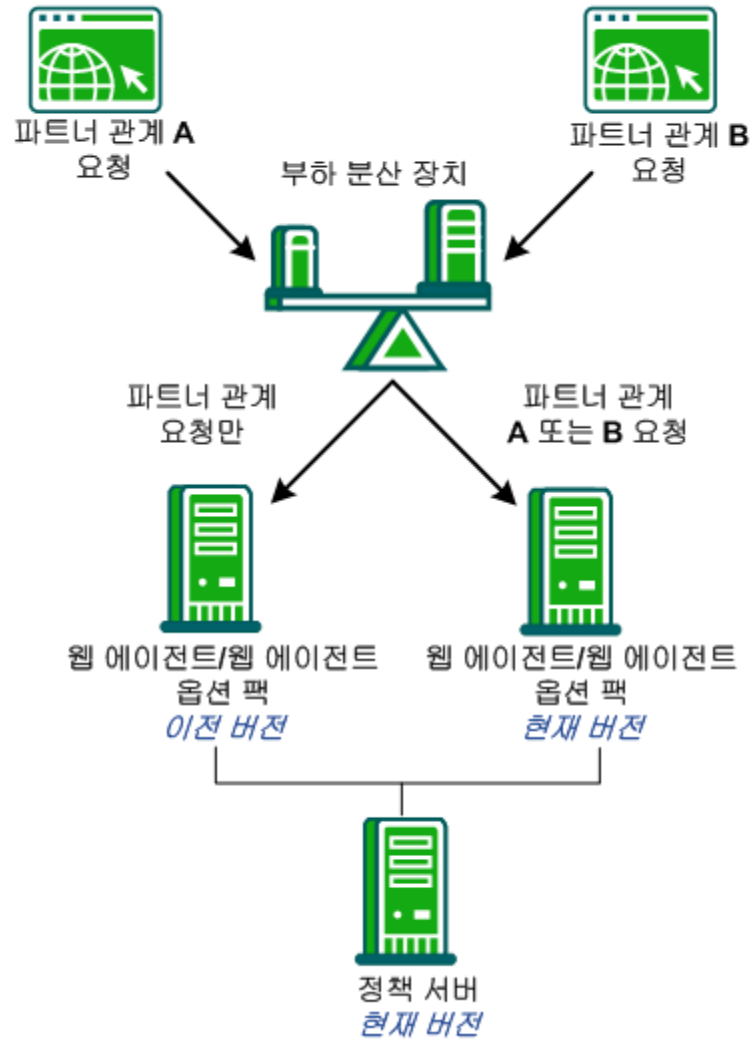 파트너 관계 A
요청
파트너 관계 B
요청
부하 분산 장치
파트너 관계
요청만
파트너 관계
A 또는 B 요청
웹 에이전트/웹 에이전트
옵션 팩
이전 버전
웹 에이전트/웹 에이전트
옵션 팩
현재 버전
정책 서버
현재 버전